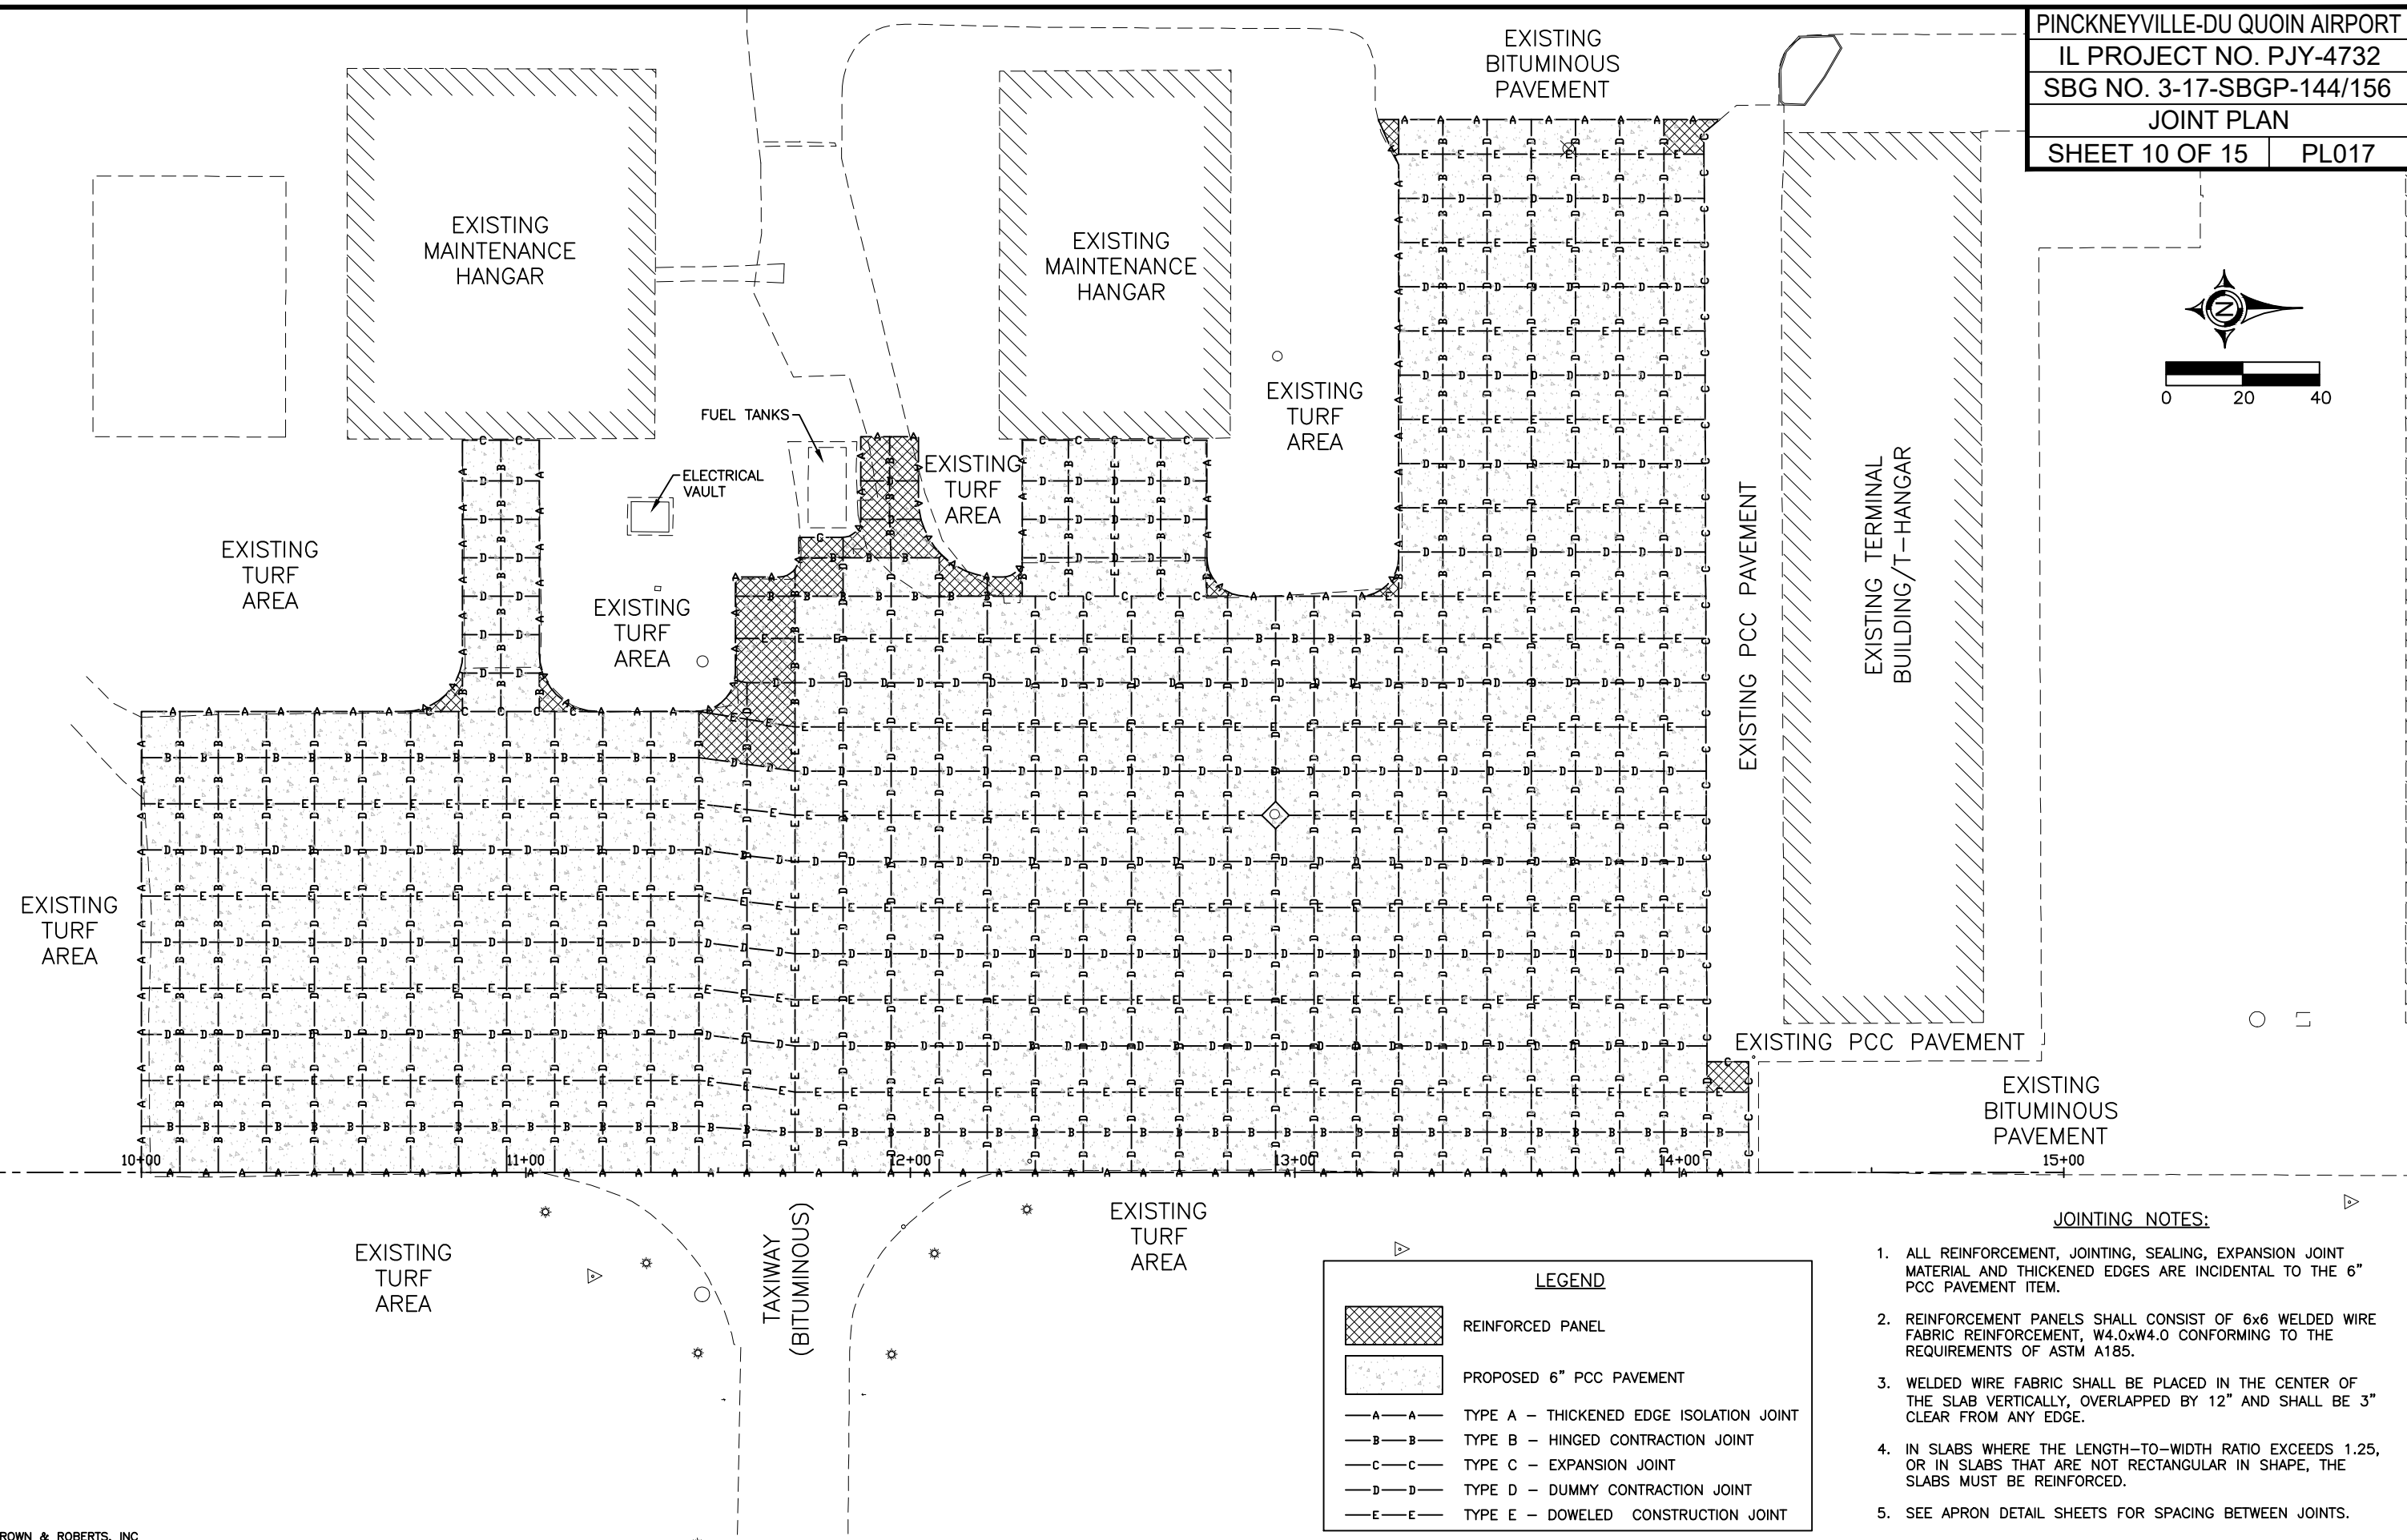 PINCKNEYVILLE-DU QUOIN AIRPORT
IL PROJECT NO. PJY-4732
SBG NO. 3-17-SBGP-144/156
JOINT PLAN
SHEET 10 OF 15
PL017
EXISTING
BITUMINOUS
PAVEMENT
EXISTING
MAINTENANCE
HANGAR
EXISTING
MAINTENANCE
HANGAR
N
0 20 40
EXISTING
TURF
AREA
FUEL TANKS
ELECTRICAL
VAULT
EXISTING
TURF
AREA
EXISTING
TURF
AREA
EXISTING
TURF
AREA
EXISTING PCC PAVEMENT
EXISTING TERMINAL
BUILDING/T-HANGAR
EXISTING
TURF
AREA
EXISTING PCC PAVEMENT
EXISTING
BITUMINOUS
PAVEMENT
10+00
11+00
12+00
13+00
14+00
15+00
EXISTING
TURF
AREA
TAXIWAY
(BITUMINOUS)
EXISTING
TURF
AREA
LEGEND
REINFORCED PANEL
PROPOSED 6" PCC PAVEMENT
A A TYPE A - THICKENED EDGE ISOLATION JOINT
B B TYPE B - HINGED CONTRACTION JOINT
C C TYPE C - EXPANSION JOINT
D D TYPE D - DUMMY CONTRACTION JOINT
E E TYPE E - DOWELED CONSTRUCTION JOINT
JOINTING NOTES:
1. ALL REINFORCEMENT, JOINTING, SEALING, EXPANSION JOINT
MATERIAL AND THICKENED EDGES ARE INCIDENTAL TO THE 6"
PCC PAVEMENT ITEM.
2. REINFORCEMENT PANELS SHALL CONSIST OF 6x6 WELDED WIRE
FABRIC REINFORCEMENT, W4.0xW4.0 CONFORMING TO THE
REQUIREMENTS OF ASTM A185.
3. WELDED WIRE FABRIC SHALL BE PLACED IN THE CENTER OF
THE SLAB VERTICALLY, OVERLAPPED BY 12" AND SHALL BE 3"
CLEAR FROM ANY EDGE.
4. IN SLABS WHERE THE LENGTH-TO-WIDTH RATIO EXCEEDS 1.25,
OR IN SLABS THAT ARE NOT RECTANGULAR IN SHAPE, THE
SLABS MUST BE REINFORCED.
5. SEE APRON DETAIL SHEETS FOR SPACING BETWEEN JOINTS.
ROWN & ROBERTS, INC